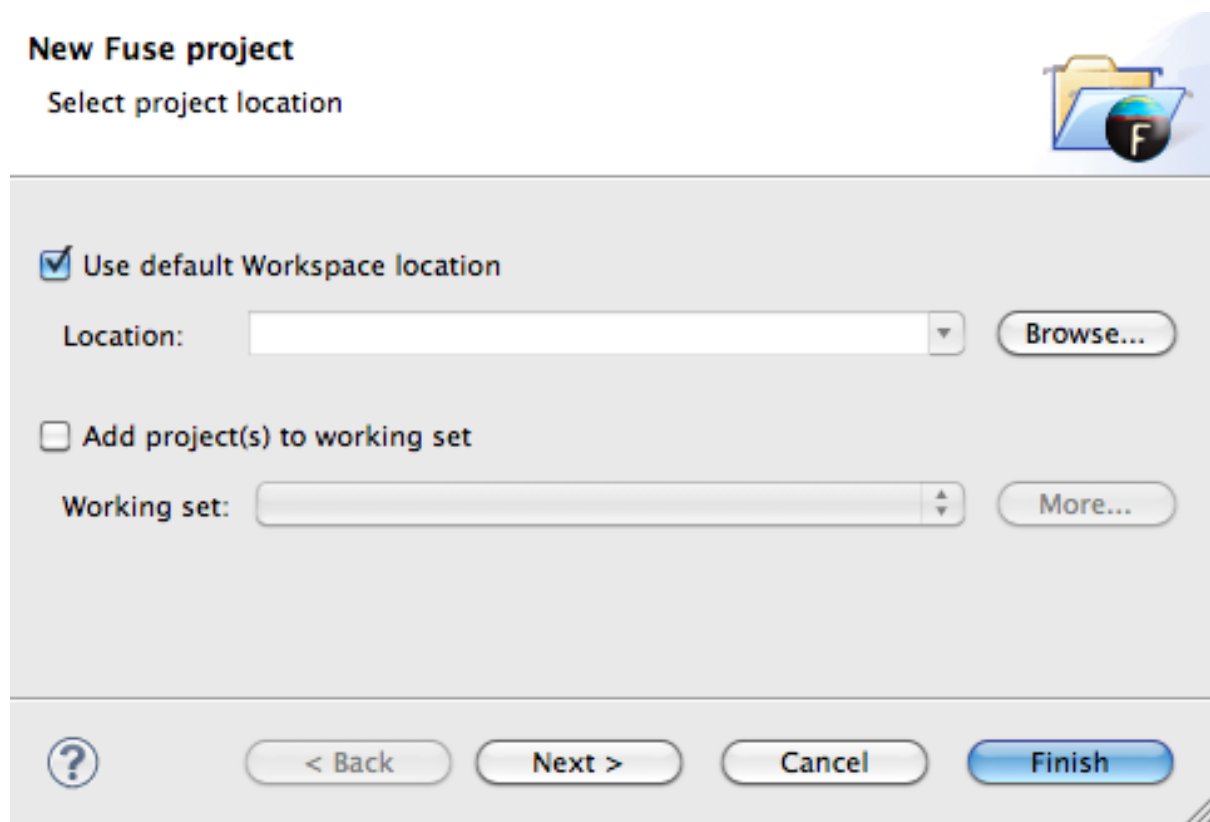 New Fuse project
Select project location
F
Use default Workspace location
Location: Browse...
Add project(s) to working set
Working set: More...
? < Back Next > Cancel Finish